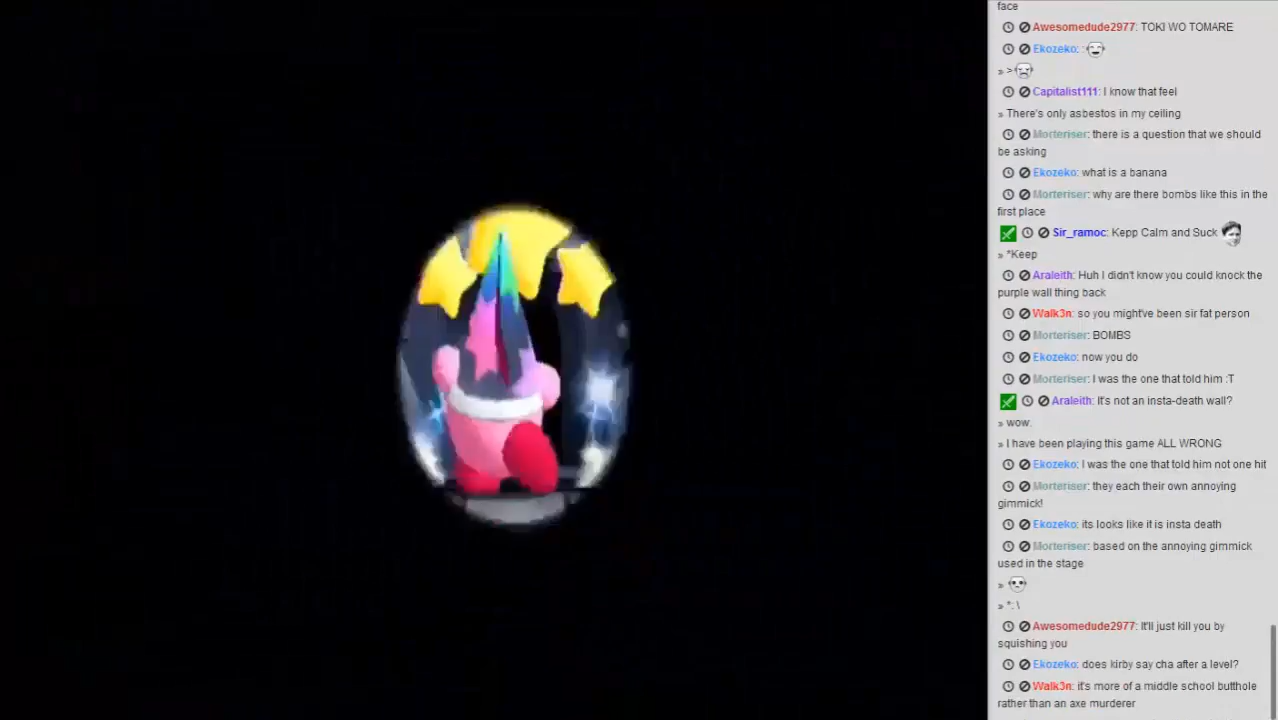 face
Awesomedude2977: TOKI WO TOMARE
Ekozeko:
» >
Capitalist111: I know that feel
» There's only asbestos in my ceiling
Morteriser: there is a question that we should
be asking
Ekozeko: what is a banana
Morteriser: why are there bombs like this in the
first place
Sir_ramoc: Kepp Calm and Suck
» *Keep
Araleith: Huh I didn't know you could knock the
purple wall thing back
Walk3n: so you might've been sir fat person
Morteriser: BOMBS
Ekozeko: now you do
Morteriser: I was the one that told him :T
Araleith: It's not an insta-death wall?
» wow.
» I have been playing this game ALL WRONG
Ekozeko: I was the one that told him not one hit
Morteriser: they each their own annoying
gimmick!
Ekozeko: its looks like it is insta death
Morteriser: based on the annoying gimmick
used in the stage
»
» *: \
Awesomedude2977: It'll just kill you by
squishing you
Ekozeko: does kirby say cha after a level?
Walk3n: it's more of a middle school butthole
rather than an axe murderer